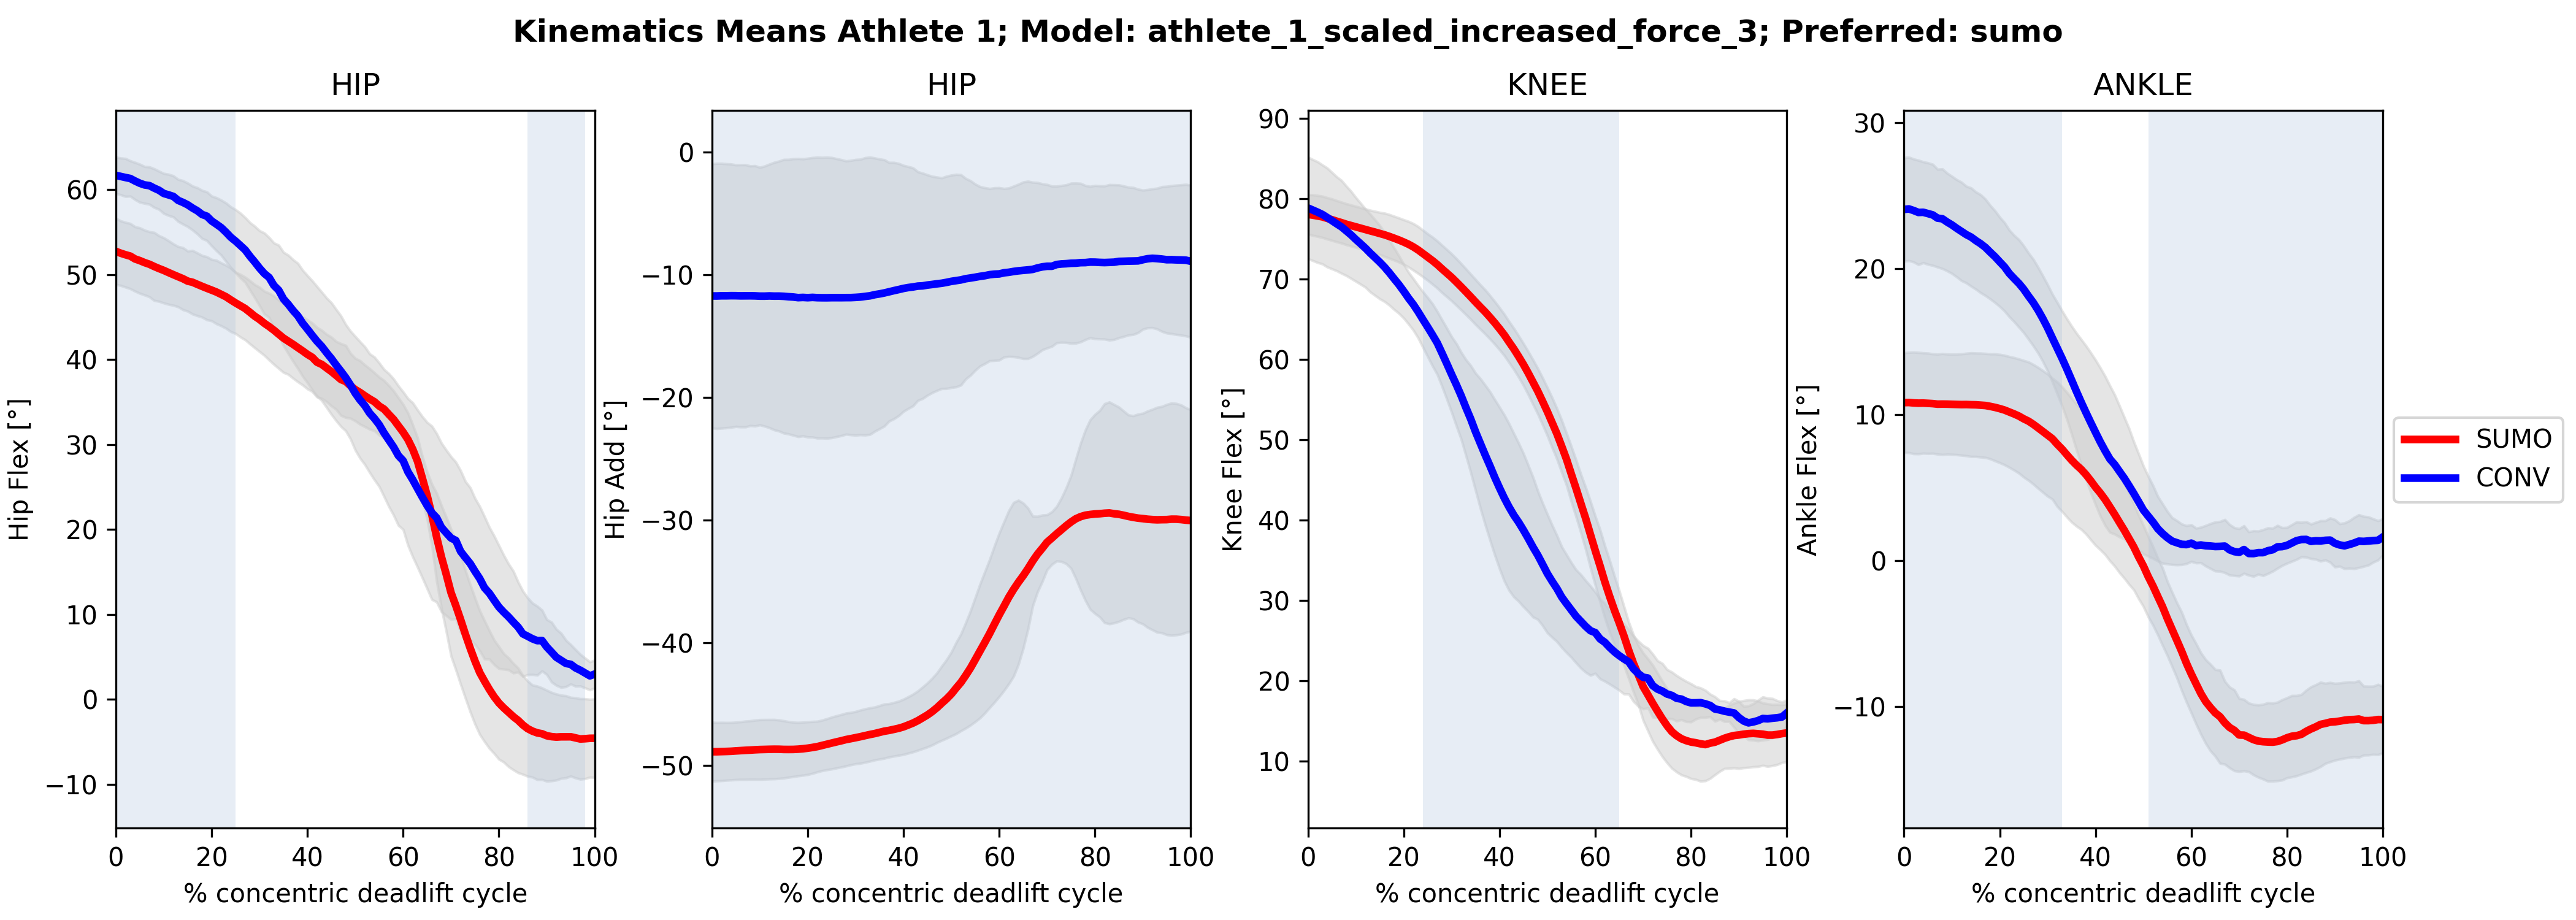 Kinematics Means Athlete 1; Model: athlete_1_scaled_increased_force_3; Preferred: sumo
HIP
Hip Flex [°]
60
50
40
30
20
10
0
−10
0 20 40 60 80 100
% concentric deadlift cycle
HIP
Hip Add [°]
0
−10
−20
−30
−40
−50
0 20 40 60 80 100
% concentric deadlift cycle
KNEE
Knee Flex [°]
90
80
70
60
50
40
30
20
10
0 20 40 60 80 100
% concentric deadlift cycle
ANKLE
Ankle Flex [°]
30
20
10
0
−10
0 20 40 60 80 100
% concentric deadlift cycle
SUMO
CONV